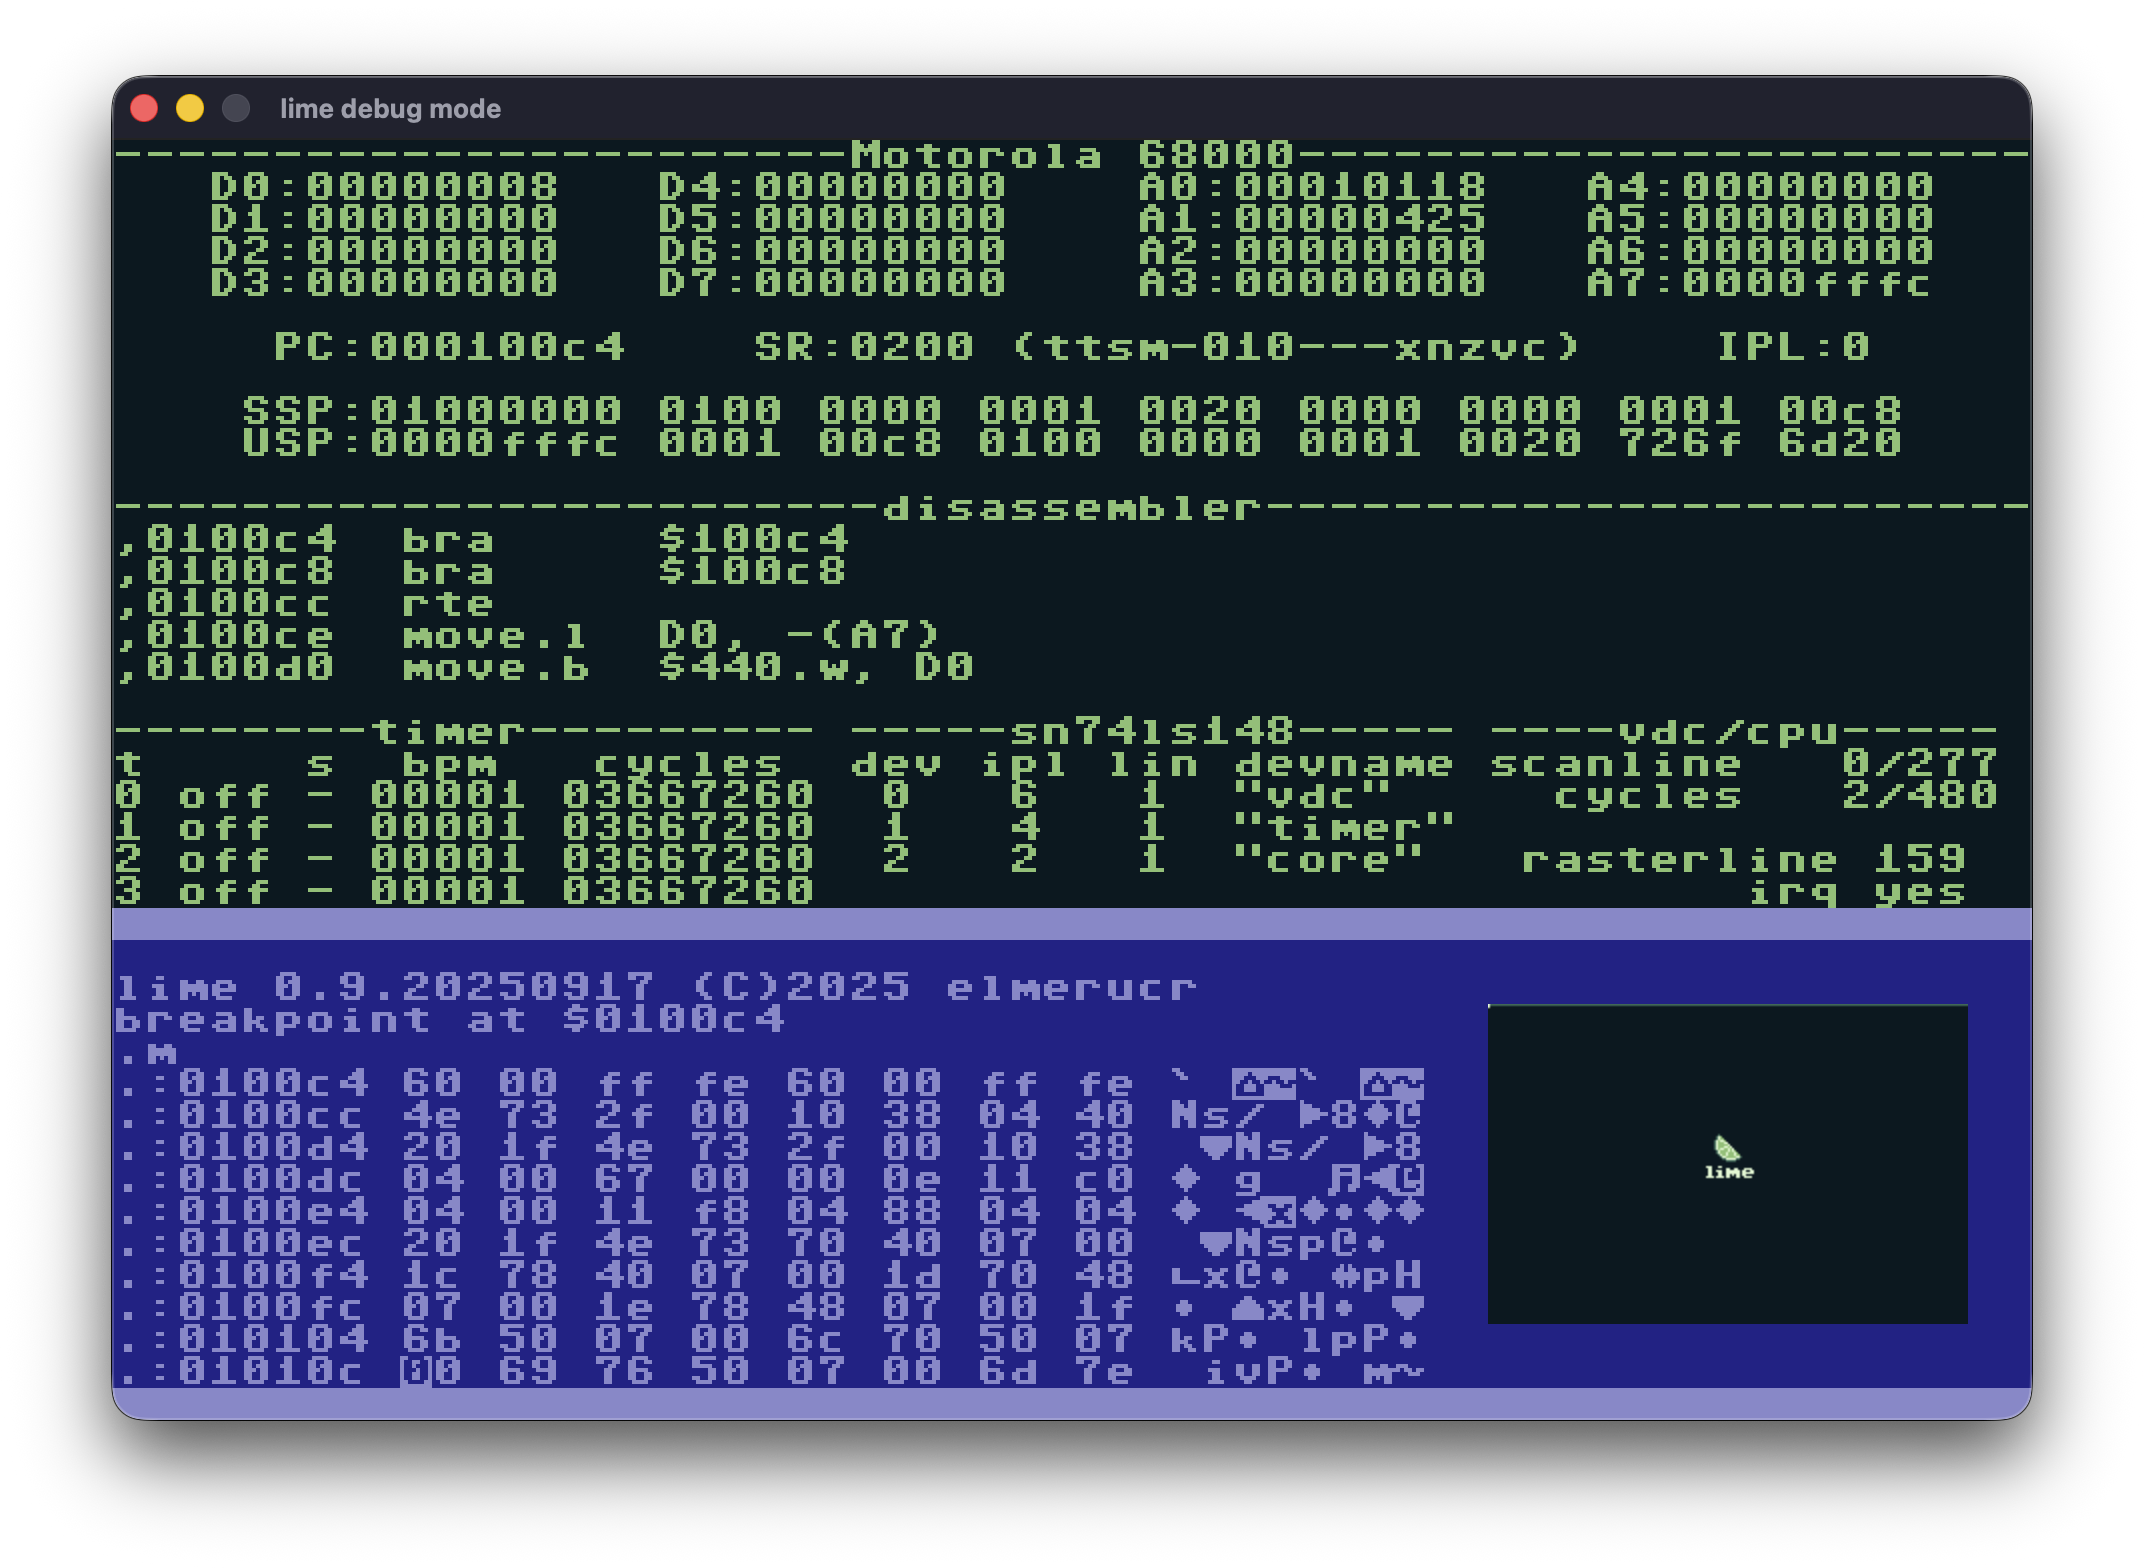 lime debug mode
-----------------------Motorola 68000-----------------------
D0:00000008 D4:00000000 A0:00010118 A4:00000000
D1:00000000 D5:00000000 A1:00000425 A5:00000000
D2:00000000 D6:00000000 A2:00000000 A6:00000000
D3:00000000 D7:00000000 A3:00000000 A7:0000fffc
PC:000100c4 SR:0200 (ttsm-010---xnzvc) IPL:0
SSP:01000000 0100 0000 0001 0020 0000 0000 0001 00c8
USP:0000fffc 0001 00c8 0100 0000 0001 0020 726f 6d20
------------------------disassembler------------------------
,0100c4 bra $100c4
,0100c8 bra $100c8
,0100cc rte
,0100ce move.l D0, -(A7)
,0100d0 move.b $440.w, D0
--------timer--------- -----sn74ls148----- ----vdc/cpu-----
t s bpm cycles dev ipl lin devname scanline 0/277
0 off - 00001 03667260 0 6 1 "vdc" cycles 2/480
1 off - 00001 03667260 1 4 1 "timer"
2 off - 00001 03667260 2 2 1 "core" rasterline 159
3 off - 00001 03667260 irq yes
lime 0.9.20250917 (C)2025 elmerucr
breakpoint at $0100c4
.m
.:0100c4 60 00 ff fe 60 00 ff fe ` ⌂~` ⌂~
.:0100cc 4e 73 2f 00 10 38 04 40 Ns/ ►8♦@
.:0100d4 20 1f 4e 73 2f 00 10 38 ▼Ns/ ►8
.:0100dc 04 00 67 00 00 0e 11 c0 ♦ g ♫◄@
.:0100e4 04 00 11 f8 04 88 04 04 ♦ ◄x♦•♦♦
.:0100ec 20 1f 4e 73 70 40 07 00 ▼Nsp@•
.:0100f4 1c 78 40 07 00 1d 70 48 ∟x@• ↔pH
.:0100fc 07 00 1e 78 48 07 00 1f • ▲xH• ▼
.:010104 6b 50 07 00 6c 70 50 07 kP• lpP•
.:01010c 00 69 76 50 07 00 6d 7e ivP• m~
lime